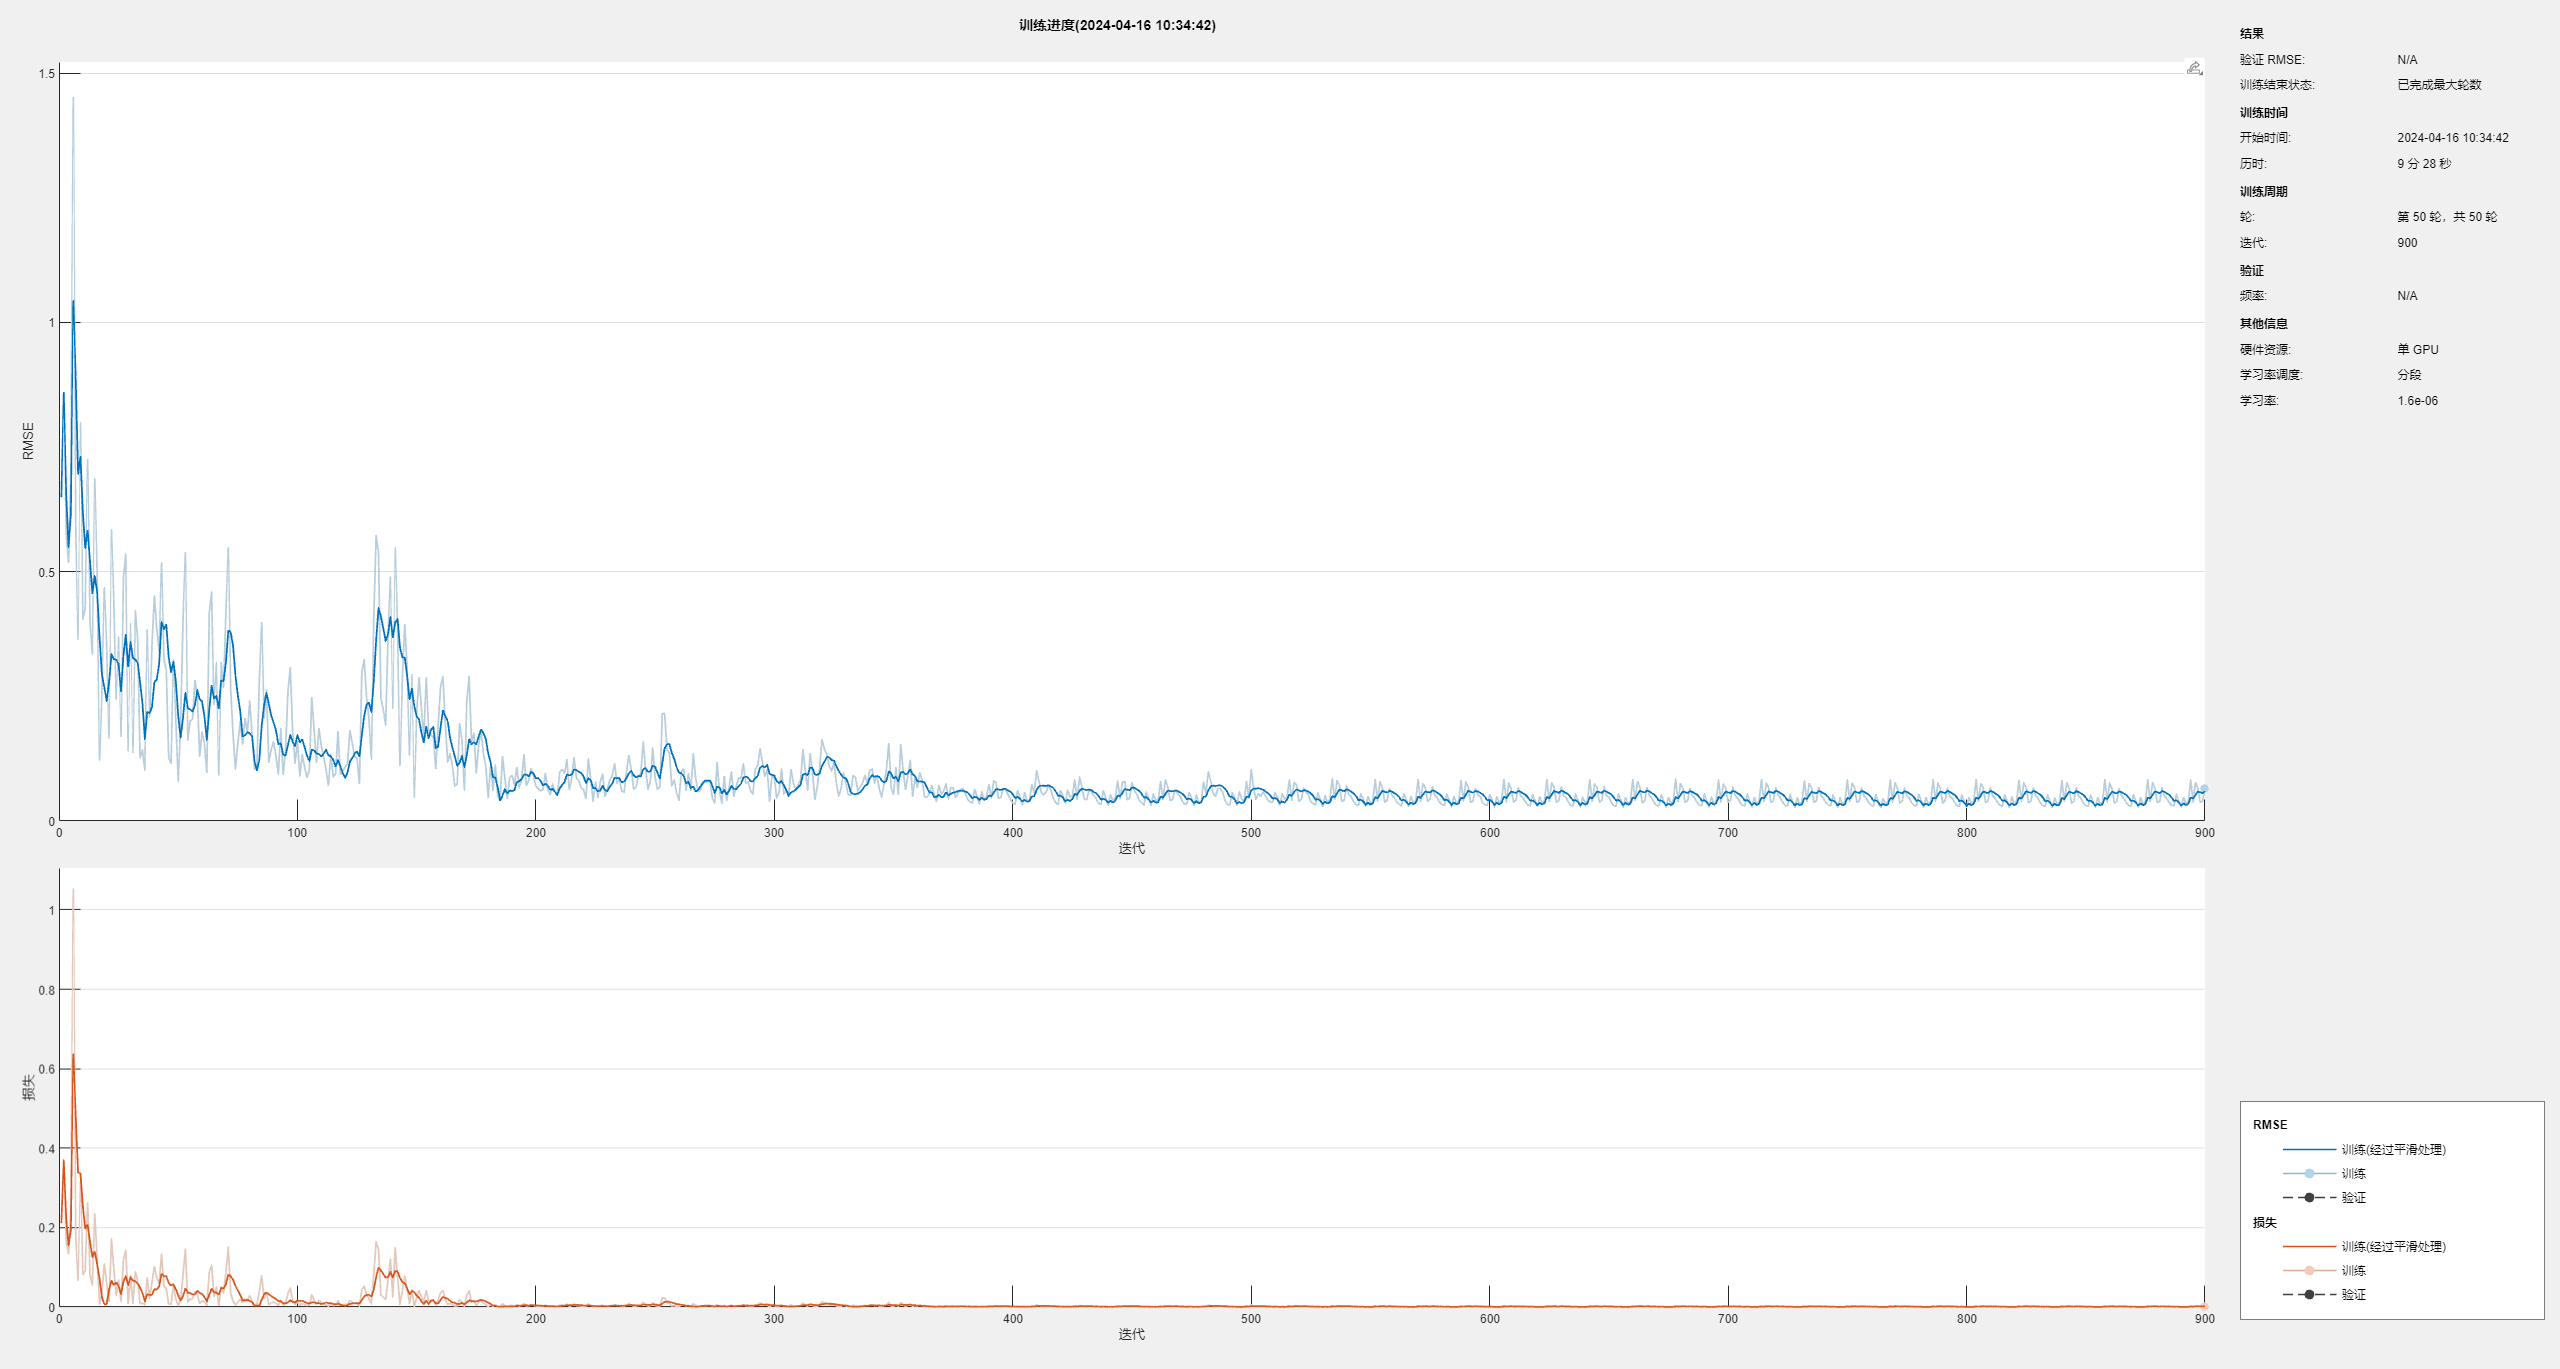 训练进度(2024-04-16 10:34:42)
1.5
1
0.5
0
RMSE
0 100 200 300 400 500 600 700 800 900
迭代
1
0.8
0.6
0.4
0.2
0
损失
0 100 200 300 400 500 600 700 800 900
迭代
结果
验证 RMSE: N/A
训练结束状态: 已完成最大轮数
训练时间
开始时间: 2024-04-16 10:34:42
历时: 9 分 28 秒
训练周期
轮: 第 50 轮，共 50 轮
迭代: 900
验证
频率: N/A
其他信息
硬件资源: 单 GPU
学习率调度: 分段
学习率: 1.6e-06
RMSE
训练(经过平滑处理)
训练
验证
损失
训练(经过平滑处理)
训练
验证